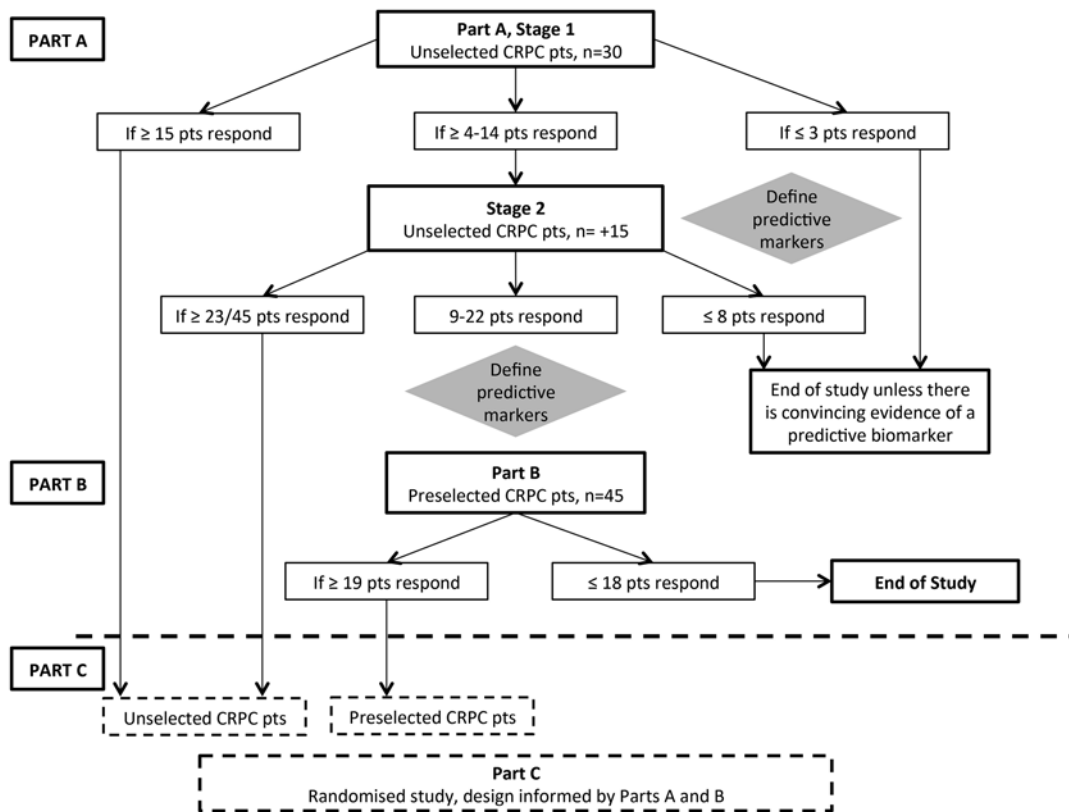 PART A
Part A, Stage 1
Unselected CRPC pts, n=30
If ≥ 15 pts respond
If ≥ 4-14 pts respond
If ≤ 3 pts respond
Stage 2
Unselected CRPC pts, n= +15
Define
predictive
markers
If ≥ 23/45 pts respond
9-22 pts respond
≤ 8 pts respond
Define
predictive
markers
End of study unless there
is convincing evidence of a
predictive biomarker
PART B
Part B
Preselected CRPC pts, n=45
If ≥ 19 pts respond
≤ 18 pts respond
End of Study
PART C
Unselected CRPC pts
Preselected CRPC pts
Part C
Randomised study, design informed by Parts A and B